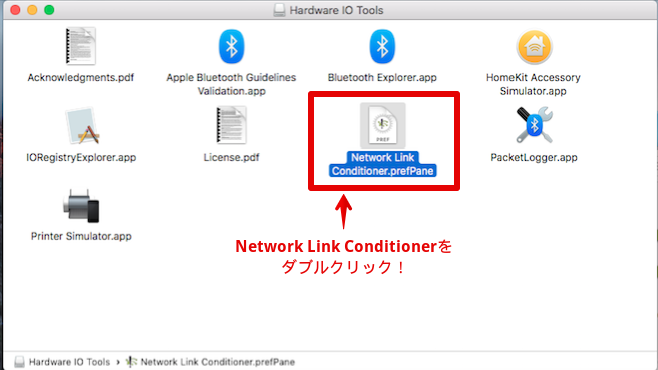 Hardware IO Tools
Acknowledgments.pdf
Apple Bluetooth Guidelines
Validation.app
Bluetooth Explorer.app
HomeKit Accessory
Simulator.app
IORegistryExplorer.app
License.pdf
PREF
Network Link
Conditioner.prefPane
PacketLogger.app
Printer Simulator.app
Network Link Conditionerを
ダブルクリック！
Hardware IO Tools › Network Link Conditioner.prefPane